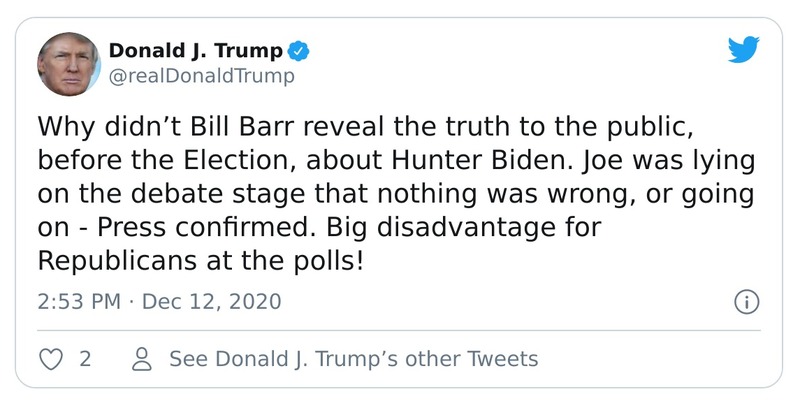 Donald J. Trump
@realDonaldTrump
Why didn’t Bill Barr reveal the truth to the public,
before the Election, about Hunter Biden. Joe was lying
on the debate stage that nothing was wrong, or going
on - Press confirmed. Big disadvantage for
Republicans at the polls!
2:53 PM · Dec 12, 2020
2 See Donald J. Trump’s other Tweets